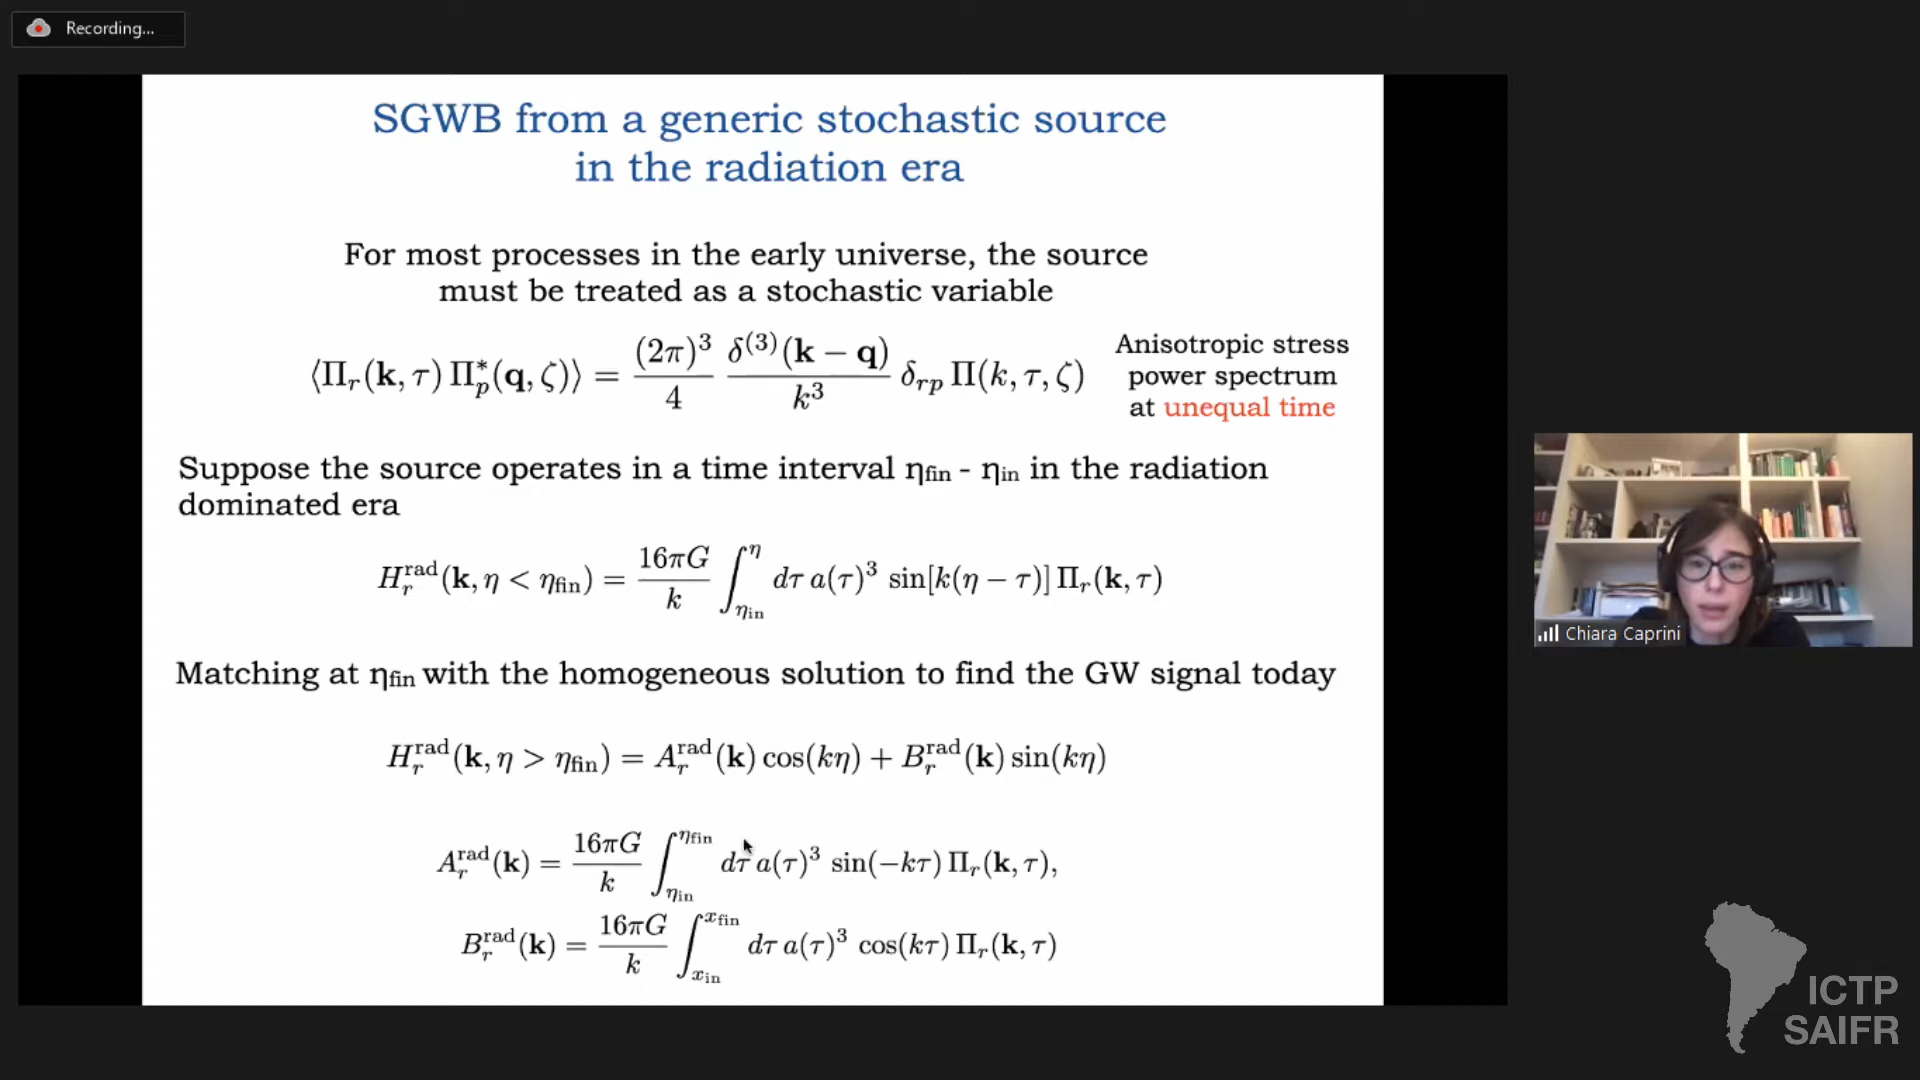 Recording...
SGWB from a generic stochastic source
in the radiation era
For most processes in the early universe, the source
must be treated as a stochastic variable
⟨Π_r(𝐤, τ) Π_p^*(𝐪, ζ)⟩ = (2π)^3/4 δ^(3)(𝐤 − 𝐪)/k^3 δ_rp Π(k, τ, ζ)
Anisotropic stress
power spectrum
at unequal time
Suppose the source operates in a time interval η_fin - η_in in the radiation
dominated era
H_r^rad(𝐤, η < η_fin) = 16πG/k ∫_{η_in}^{η} dτ a(τ)^3 sin[k(η − τ)] Π_r(𝐤, τ)
Matching at η_fin with the homogeneous solution to find the GW signal today
H_r^rad(𝐤, η > η_fin) = A_r^rad(𝐤) cos(kη) + B_r^rad(𝐤) sin(kη)
A_r^rad(𝐤) = 16πG/k ∫_{η_in}^{η_fin} dτ a(τ)^3 sin(−kτ) Π_r(𝐤, τ),
B_r^rad(𝐤) = 16πG/k ∫_{x_in}^{x_fin} dτ a(τ)^3 cos(kτ) Π_r(𝐤, τ)
Chiara Caprini
ICTP
SAIFR